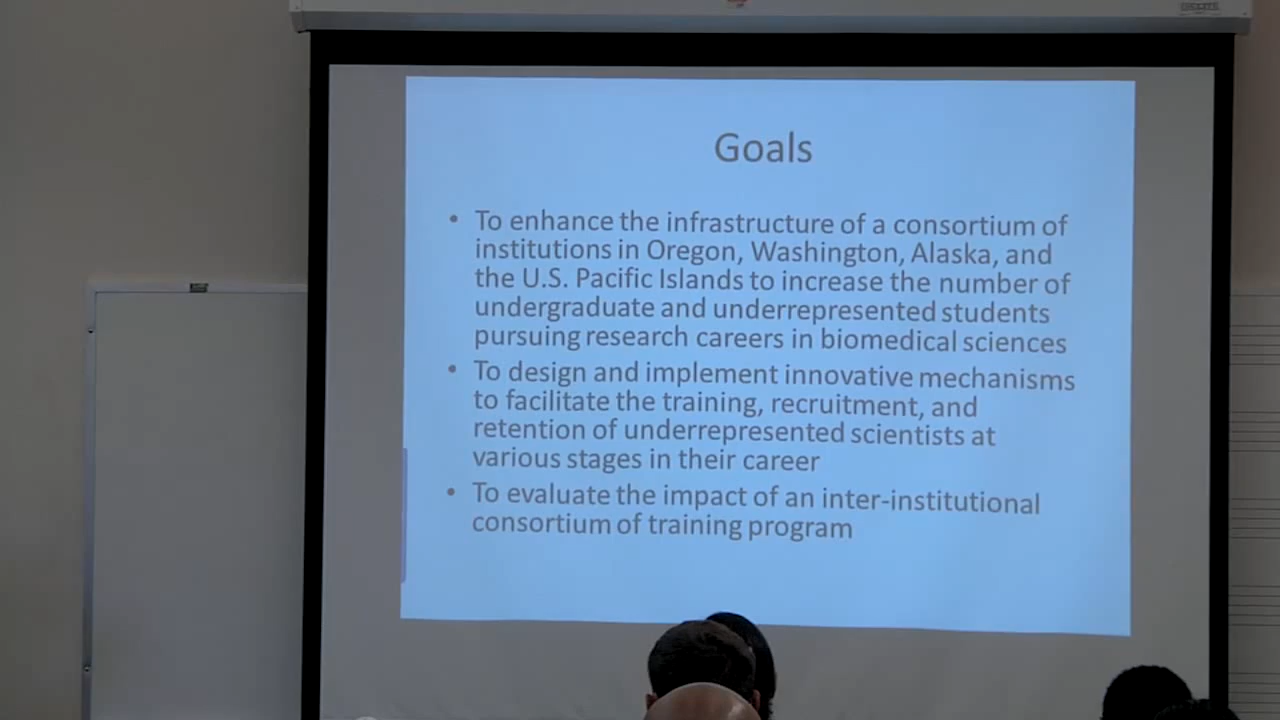 Goals
• To enhance the infrastructure of a consortium of
institutions in Oregon, Washington, Alaska, and
the U.S. Pacific Islands to increase the number of
undergraduate and underrepresented students
pursuing research careers in biomedical sciences
• To design and implement innovative mechanisms
to facilitate the training, recruitment, and
retention of underrepresented scientists at
various stages in their career
• To evaluate the impact of an inter-institutional
consortium of training program